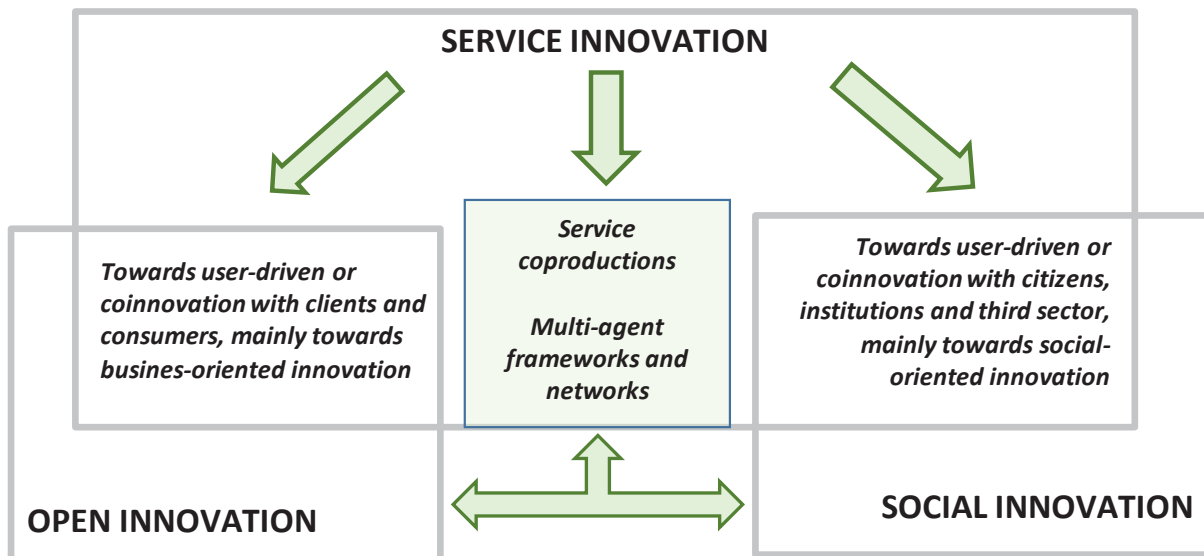 SERVICE INNOVATION
Towards user-driven or
coinnovation with clients and
consumers, mainly towards
busines-oriented innovation
Service
coproductions
Multi-agent
frameworks and
networks
Towards user-driven or
coinnovation with citizens,
institutions and third sector,
mainly towards social-
oriented innovation
OPEN INNOVATION
SOCIAL INNOVATION